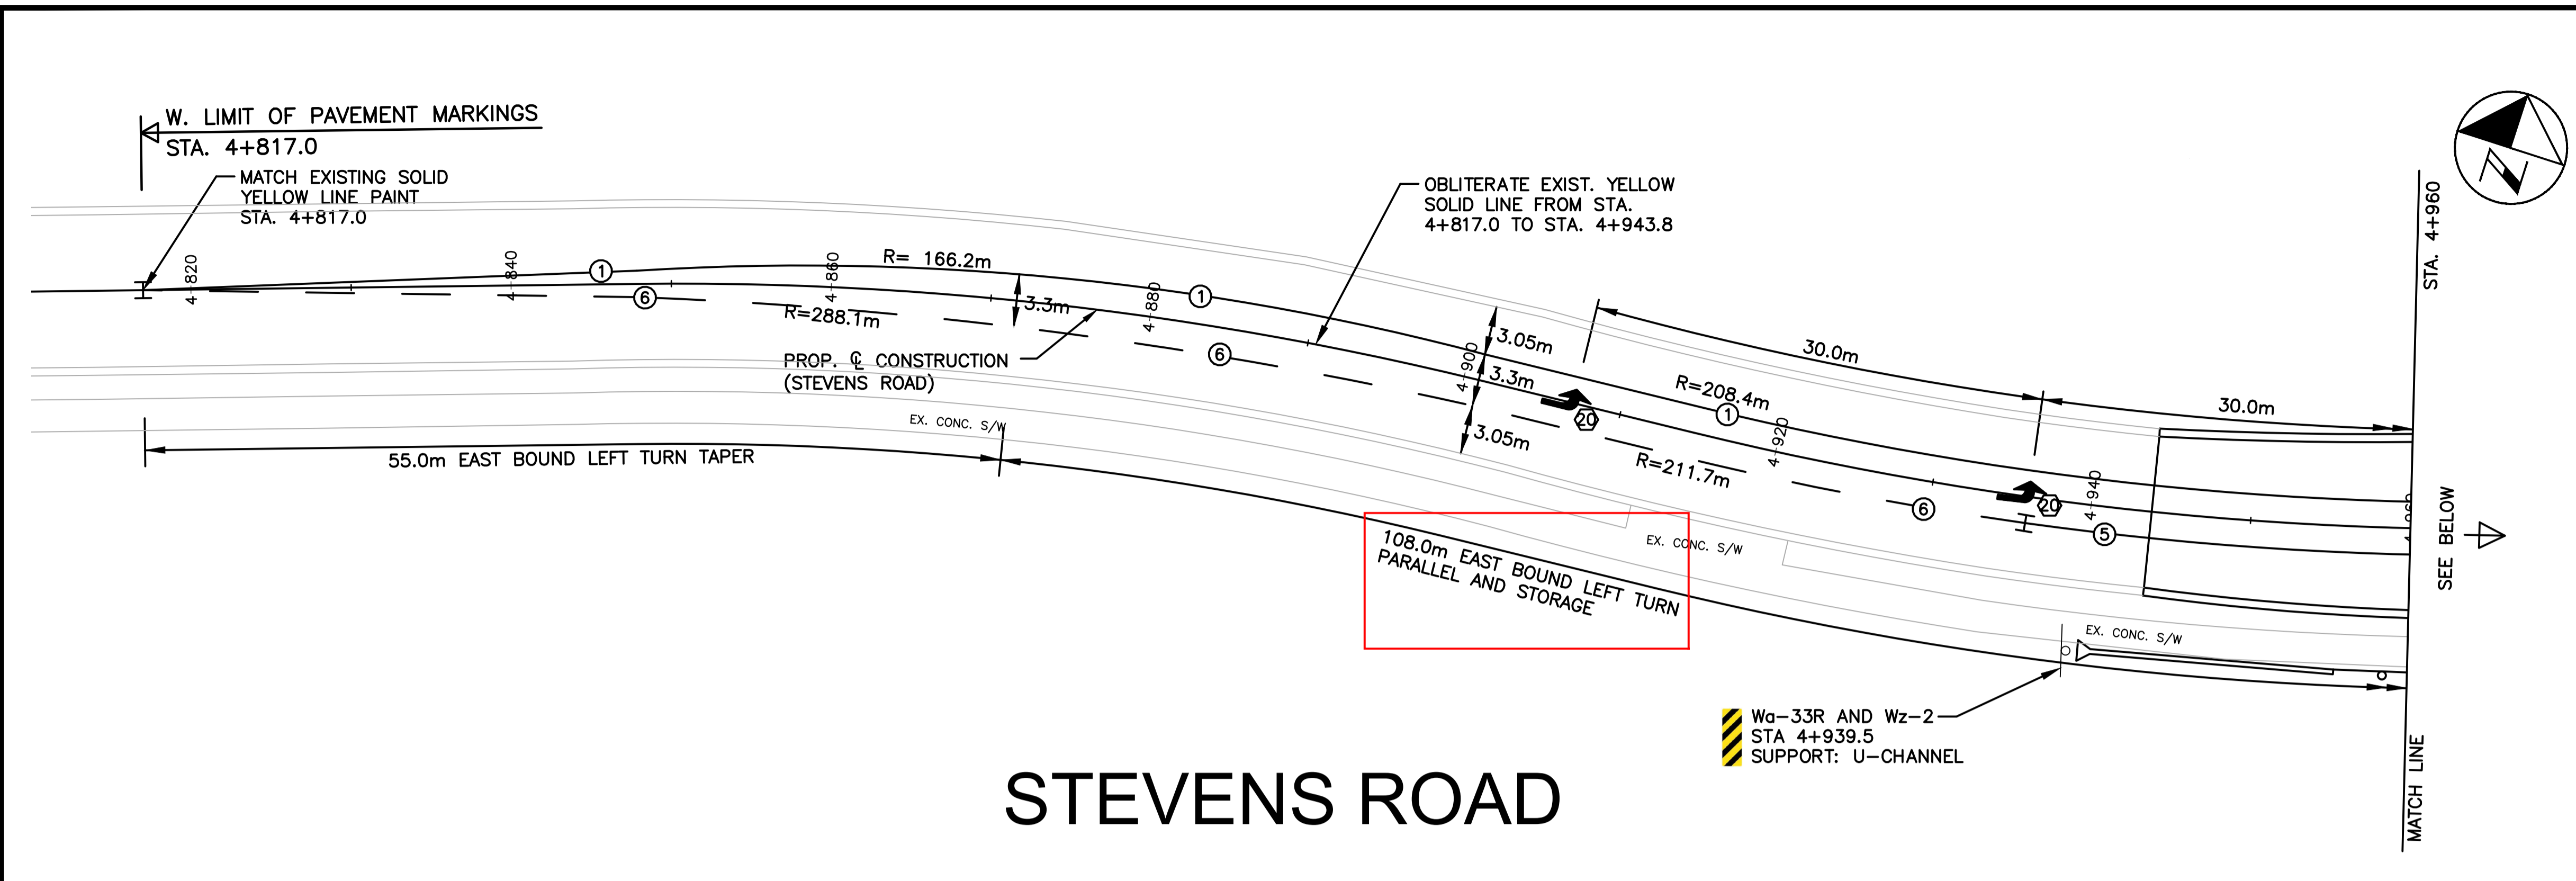 W. LIMIT OF PAVEMENT MARKINGS
STA. 4+817.0
MATCH EXISTING SOLID
YELLOW LINE PAINT
STA. 4+817.0
OBLITERATE EXIST. YELLOW
SOLID LINE FROM STA.
4+817.0 TO STA. 4+943.8
N
STA. 4+960
4+820
4+840
4+860
4+880
4+900
4+920
4+940
1
R= 166.2m
1
6
R=288.1m
3.3m
6
3.05m
3.3m
3.05m
30.0m
30.0m
R=208.4m
1
20
R=211.7m
6
20
5
PROP. ℄ CONSTRUCTION
(STEVENS ROAD)
EX. CONC. S/W
55.0m EAST BOUND LEFT TURN TAPER
108.0m EAST BOUND LEFT TURN
PARALLEL AND STORAGE
EX. CONC. S/W
EX. CONC. S/W
SEE BELOW
Wa-33R AND Wz-2
STA 4+939.5
SUPPORT: U-CHANNEL
MATCH LINE
STEVENS ROAD